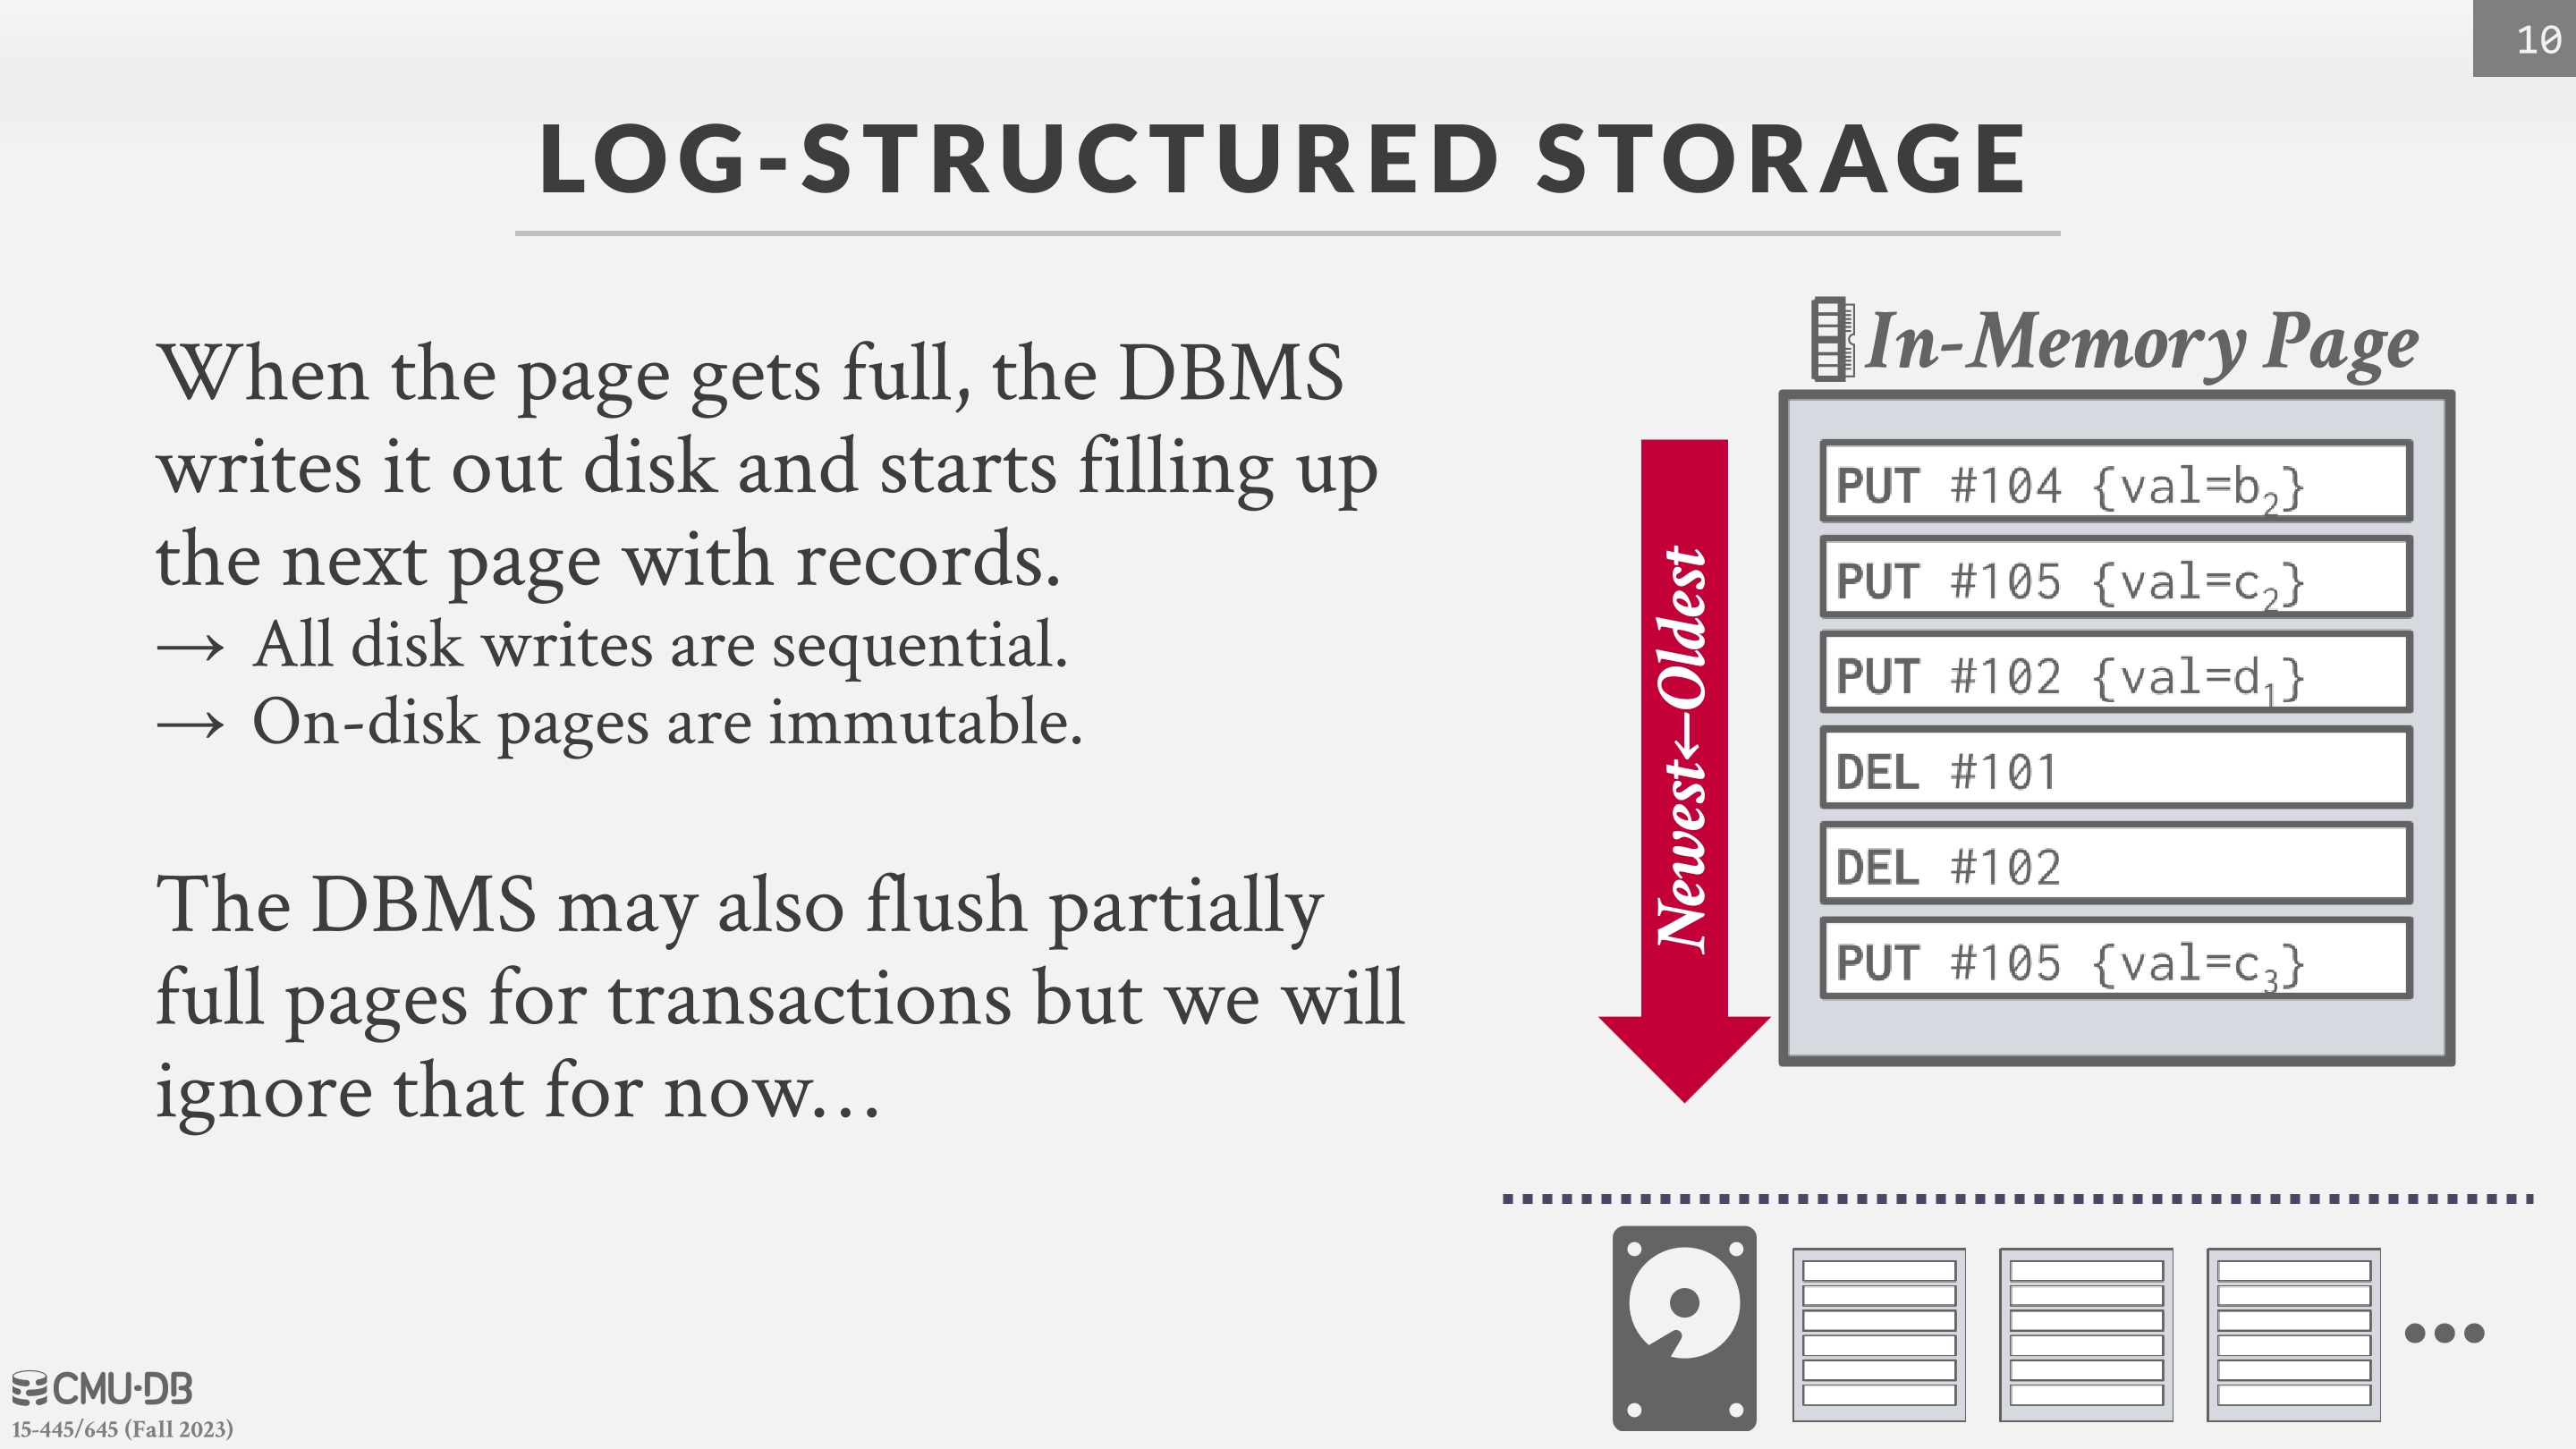 10
LOG-STRUCTURED STORAGE
When the page gets full, the DBMS
writes it out disk and starts filling up
the next page with records.
→ All disk writes are sequential.
→ On-disk pages are immutable.
The DBMS may also flush partially
full pages for transactions but we will
ignore that for now…
In-Memory Page
Newest←Oldest
PUT #104 {val=b₂}
PUT #105 {val=c₂}
PUT #102 {val=d₁}
DEL #101
DEL #102
PUT #105 {val=c₃}
CMU·DB
15-445/645 (Fall 2023)